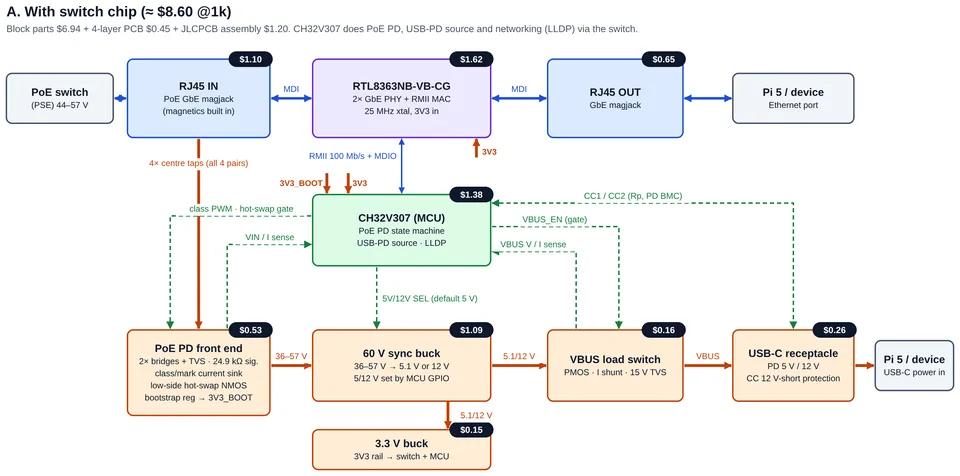 A. With switch chip (≈ $8.60 @1k)
Block parts $6.94 + 4-layer PCB $0.45 + JLCPCB assembly $1.20. CH32V307 does PoE PD, USB-PD source and networking (LLDP) via the switch.
PoE switch
(PSE) 44–57 V
$1.10
RJ45 IN
PoE GbE magjack
(magnetics built in)
MDI
$1.62
RTL8363NB-VB-CG
2× GbE PHY + RMII MAC
25 MHz xtal, 3V3 in
MDI
$0.65
RJ45 OUT
GbE magjack
Pi 5 / device
Ethernet port
4× centre taps (all 4 pairs)
RMII 100 Mb/s + MDIO
3V3
3V3_BOOT
3V3
$1.38
CH32V307 (MCU)
PoE PD state machine
USB-PD source · LLDP
class PWM · hot-swap gate
VIN / I sense
CC1 / CC2 (Rp, PD BMC)
VBUS_EN (gate)
VBUS V / I sense
5V/12V SEL (default 5 V)
$0.53
PoE PD front end
2× bridges + TVS · 24.9 kΩ sig.
class/mark current sink
low-side hot-swap NMOS
bootstrap reg → 3V3_BOOT
36–57 V
$1.09
60 V sync buck
36–57 V → 5.1 V or 12 V
5/12 V set by MCU GPIO
5.1/12 V
$0.16
VBUS load switch
PMOS · I shunt · 15 V TVS
VBUS
$0.26
USB-C receptacle
PD 5 V / 12 V
CC 12 V-short protection
Pi 5 / device
USB-C power in
5.1/12 V
$0.15
3.3 V buck
3V3 rail → switch + MCU